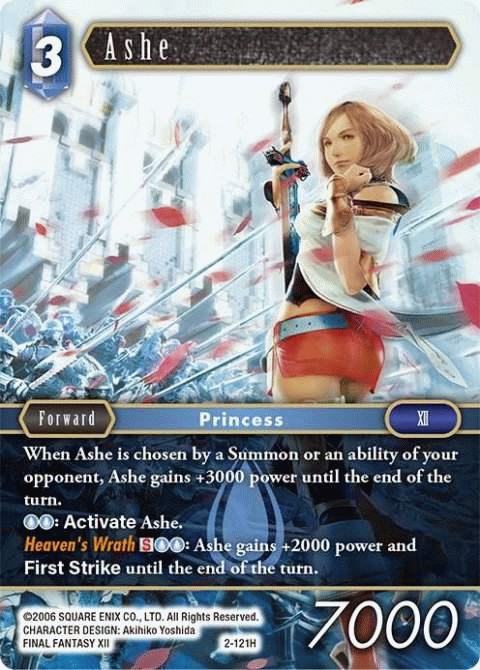 3
Ashe
Forward
Princess
XII
When Ashe is chosen by a Summon or an ability of your
opponent, Ashe gains +3000 power until the end of the
turn.
: Activate Ashe.
Heaven's Wrath S: Ashe gains +2000 power and
First Strike until the end of the turn.
©2006 SQUARE ENIX CO., LTD. All Rights Reserved.
CHARACTER DESIGN: Akihiko Yoshida
FINAL FANTASY XII
2-121H
7000